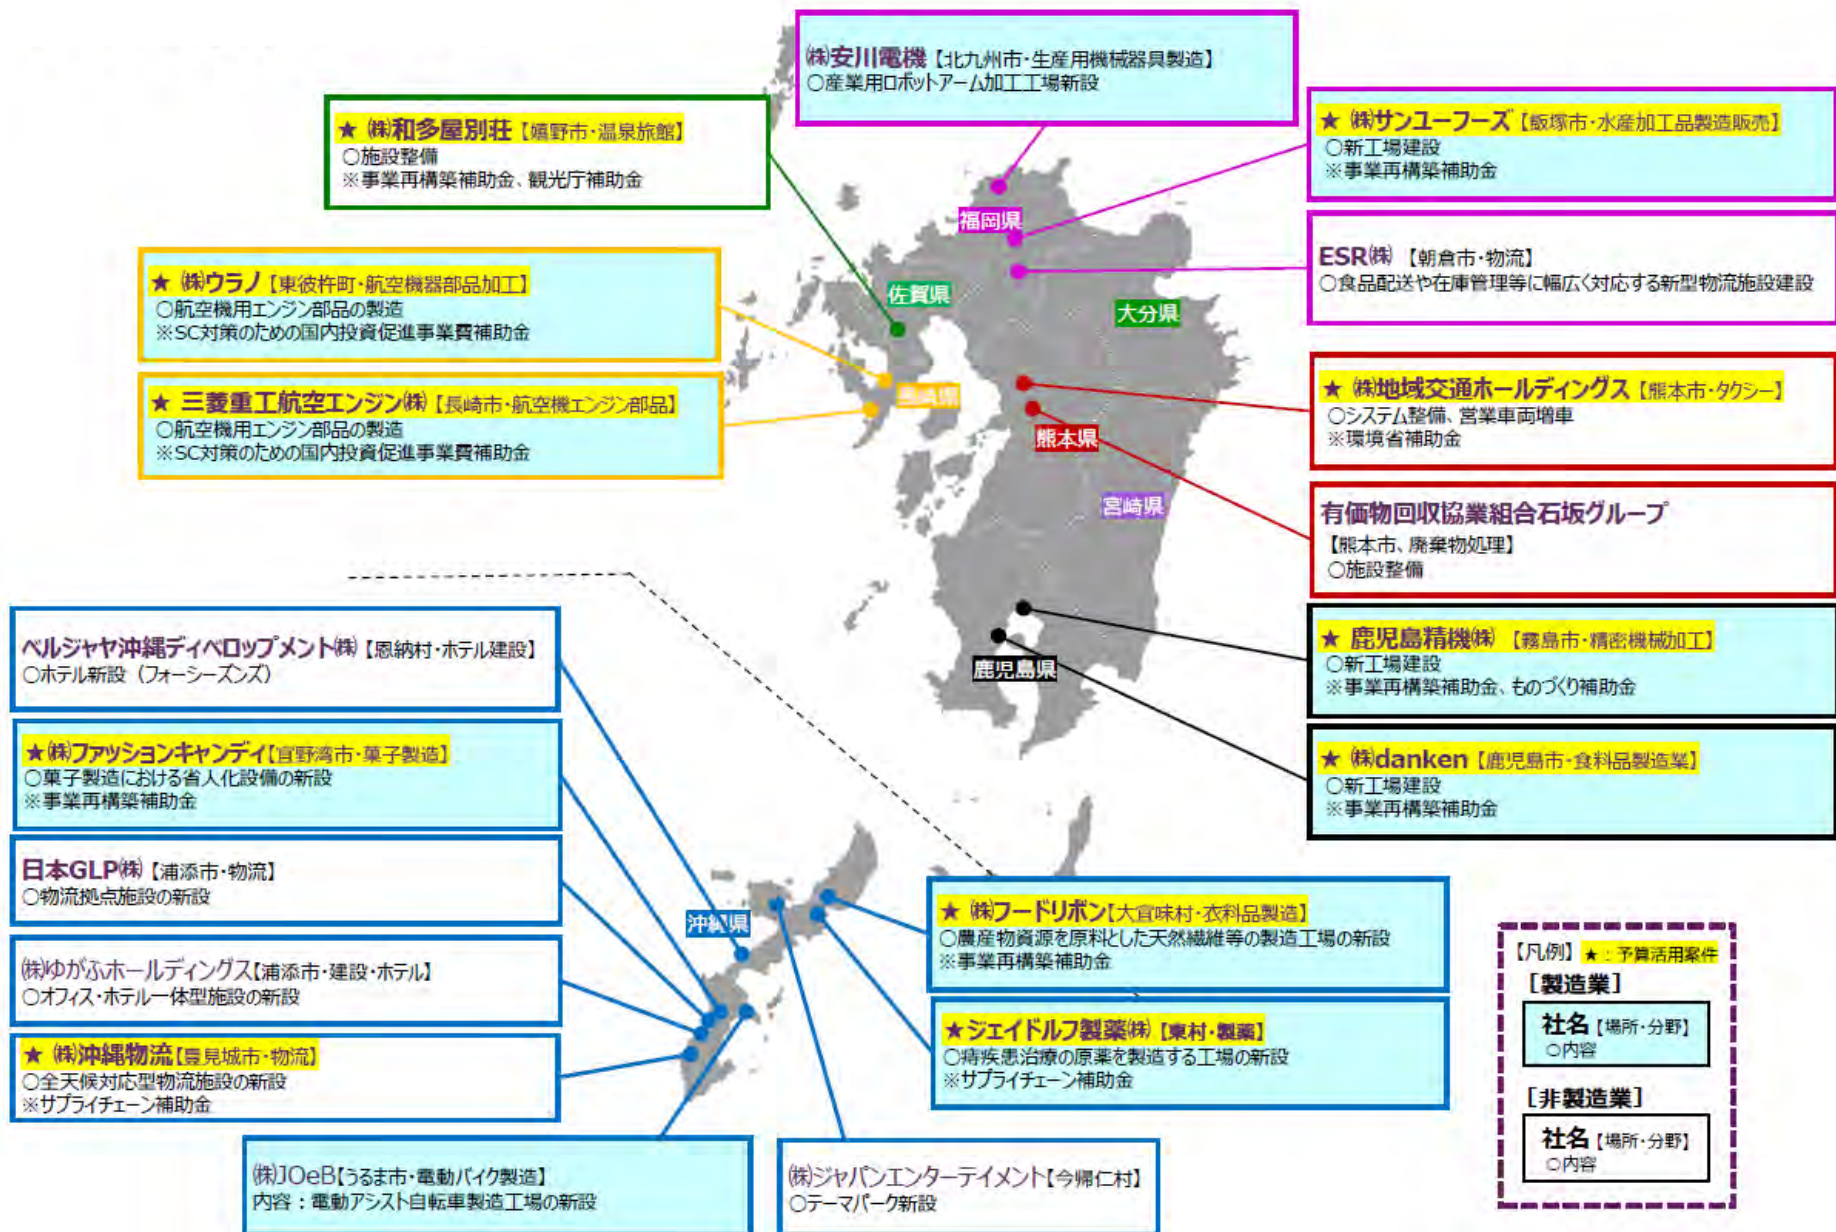 ㈱安川電機【北九州市･生産用機械器具製造】
○産業用ロボットアーム加工工場新設
★ ㈱和多屋別荘【嬉野市･温泉旅館】
○施設整備
※事業再構築補助金、観光庁補助金
★ ㈱サンユーフーズ【飯塚市･水産加工品製造販売】
○新工場建設
※事業再構築補助金
福岡県
ESR㈱ 【朝倉市･物流】
○食品配送や在庫管理等に幅広く対応する新型物流施設建設
★ ㈱ウラノ【東彼杵町･航空機器部品加工】
○航空機用エンジン部品の製造
※SC対策のための国内投資促進事業費補助金
佐賀県
大分県
★ 三菱重工航空エンジン㈱【長崎市･航空機エンジン部品】
○航空機用エンジン部品の製造
※SC対策のための国内投資促進事業費補助金
長崎県
★ ㈱地域交通ホールディングス【熊本市･タクシー】
○システム整備、営業車両増車
※環境省補助金
熊本県
宮崎県
有価物回収協業組合石坂グループ
【熊本市、廃棄物処理】
○施設整備
ベルジャヤ沖縄ディベロップメント㈱【恩納村･ホテル建設】
○ホテル新設（フォーシーズンズ）
★ 鹿児島精機㈱ 【霧島市･精密機械加工】
○新工場建設
※事業再構築補助金、ものづくり補助金
鹿児島県
★㈱ファッションキャンディ【宜野湾市･菓子製造】
○菓子製造における省人化設備の新設
※事業再構築補助金
★ ㈱danken【鹿児島市･食料品製造業】
○新工場建設
※事業再構築補助金
日本GLP㈱【浦添市･物流】
○物流拠点施設の新設
沖縄県
★ ㈱フードリボン【大宜味村･衣料品製造】
○農産物資源を原料とした天然繊維等の製造工場の新設
※事業再構築補助金
㈱ゆがふホールディングス【浦添市･建設･ホテル】
○オフィス･ホテル一体型施設の新設
★ジェイドルフ製薬㈱【東村･製薬】
○痔疾患治療の原薬を製造する工場の新設
※サプライチェーン補助金
★ ㈱沖縄物流【豊見城市･物流】
○全天候対応型物流施設の新設
※サプライチェーン補助金
㈱JOeB【うるま市･電動バイク製造】
内容：電動アシスト自転車製造工場の新設
㈱ジャパンエンターテイメント【今帰仁村】
○テーマパーク新設
【凡例】★：予算活用案件
［製造業］
社名【場所･分野】
○内容
［非製造業］
社名【場所･分野】
○内容